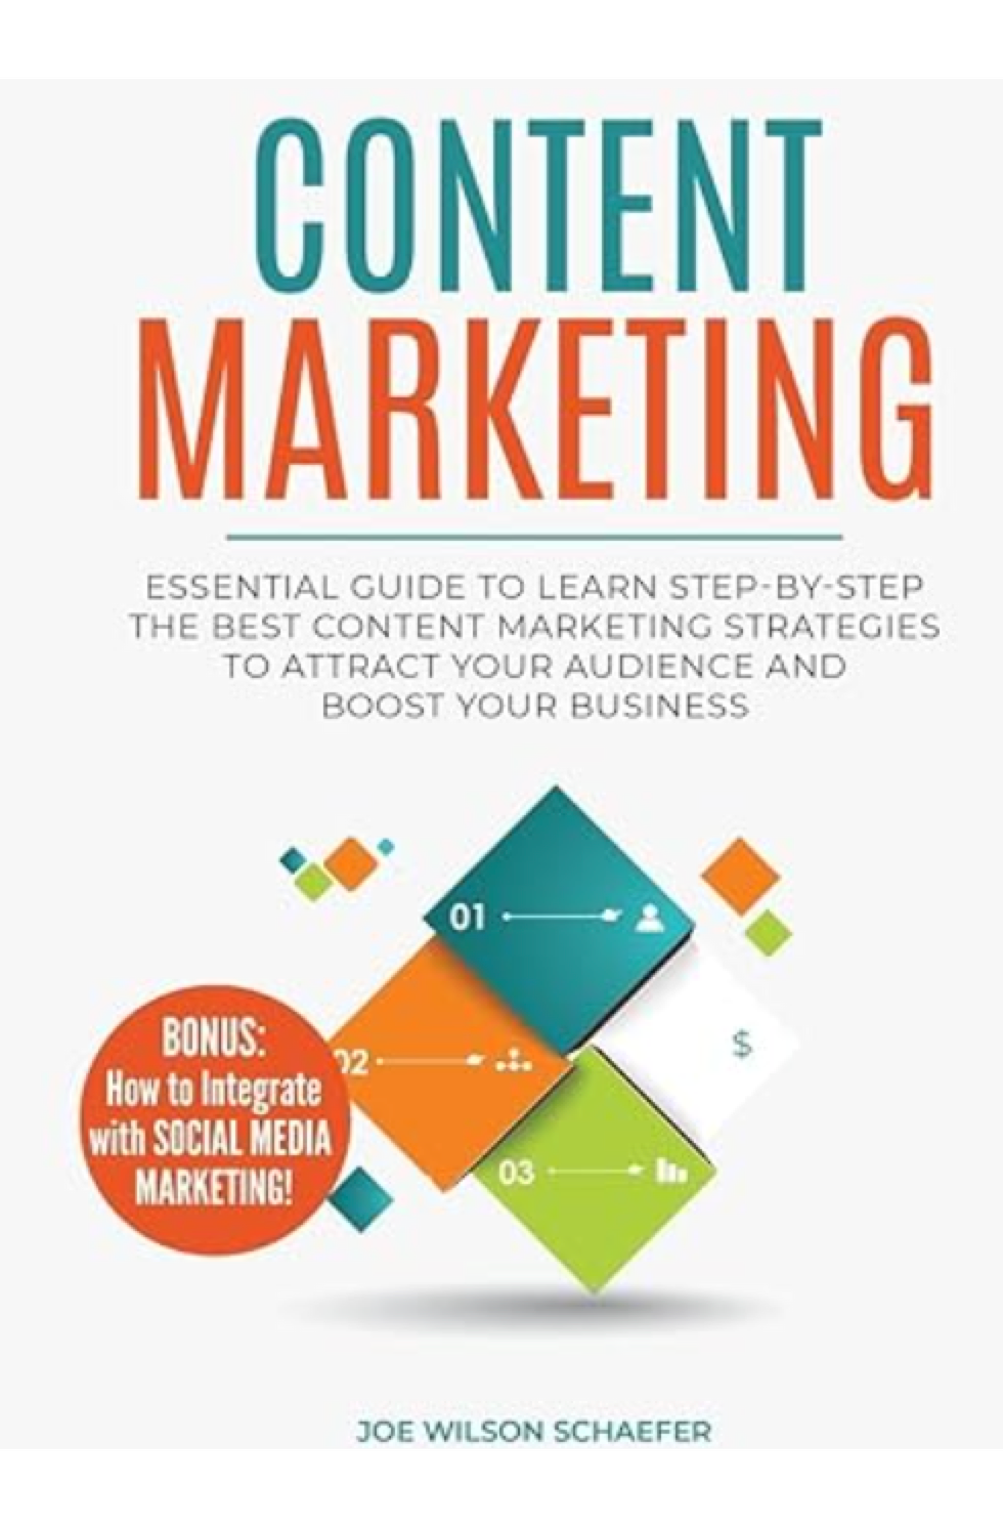 CONTENT
MARKETING
ESSENTIAL GUIDE TO LEARN STEP-BY-STEP
THE BEST CONTENT MARKETING STRATEGIES
TO ATTRACT YOUR AUDIENCE AND
BOOST YOUR BUSINESS
01
$
BONUS:
How to Integrate
with SOCIAL MEDIA
MARKETING!
02
03
JOE WILSON SCHAEFER